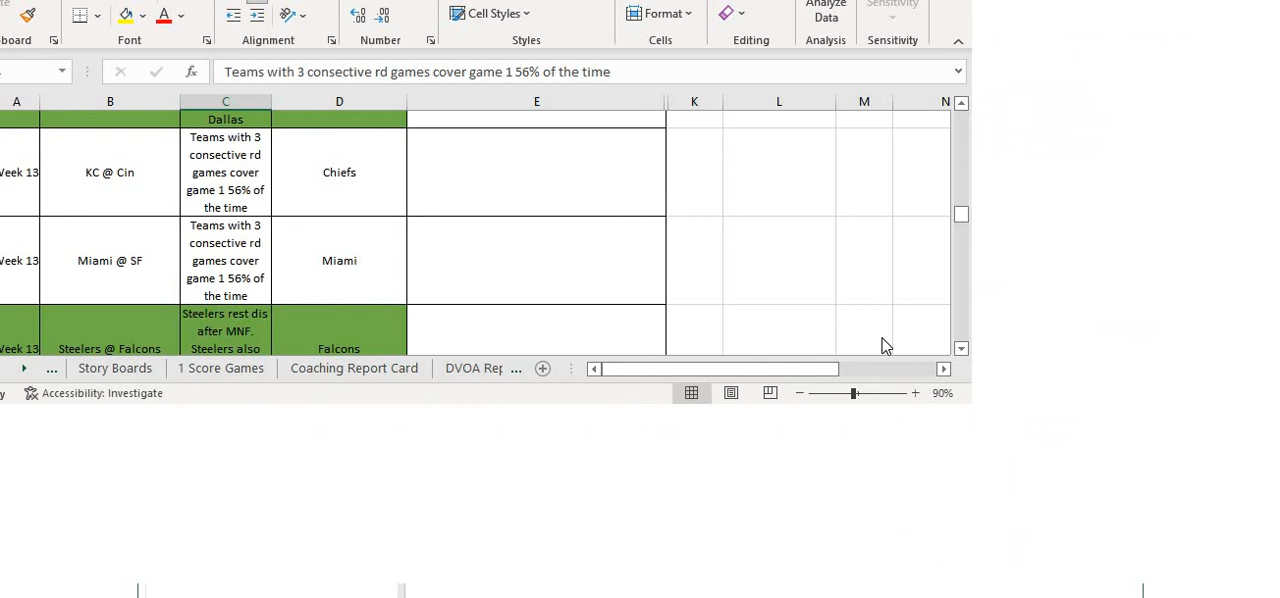 Cell Styles
Format
Analyze
Data
Sensitivity
board
Font
Alignment
Number
Styles
Cells
Editing
Analysis
Sensitivity
fx
Teams with 3 consective rd games cover game 1 56% of the time
A
B
C
D
E
K
L
M
N
Dallas
Week 13
KC @ Cin
Teams with 3
consective rd
games cover
game 1 56% of
the time
Chiefs
Week 13
Miami @ SF
Teams with 3
consective rd
games cover
game 1 56% of
the time
Miami
Week 13
Steelers @ Falcons
Steelers rest dis
after MNF.
Steelers also
Falcons
...
Story Boards
1 Score Games
Coaching Report Card
DVOA Rep
...
Accessibility: Investigate
90%